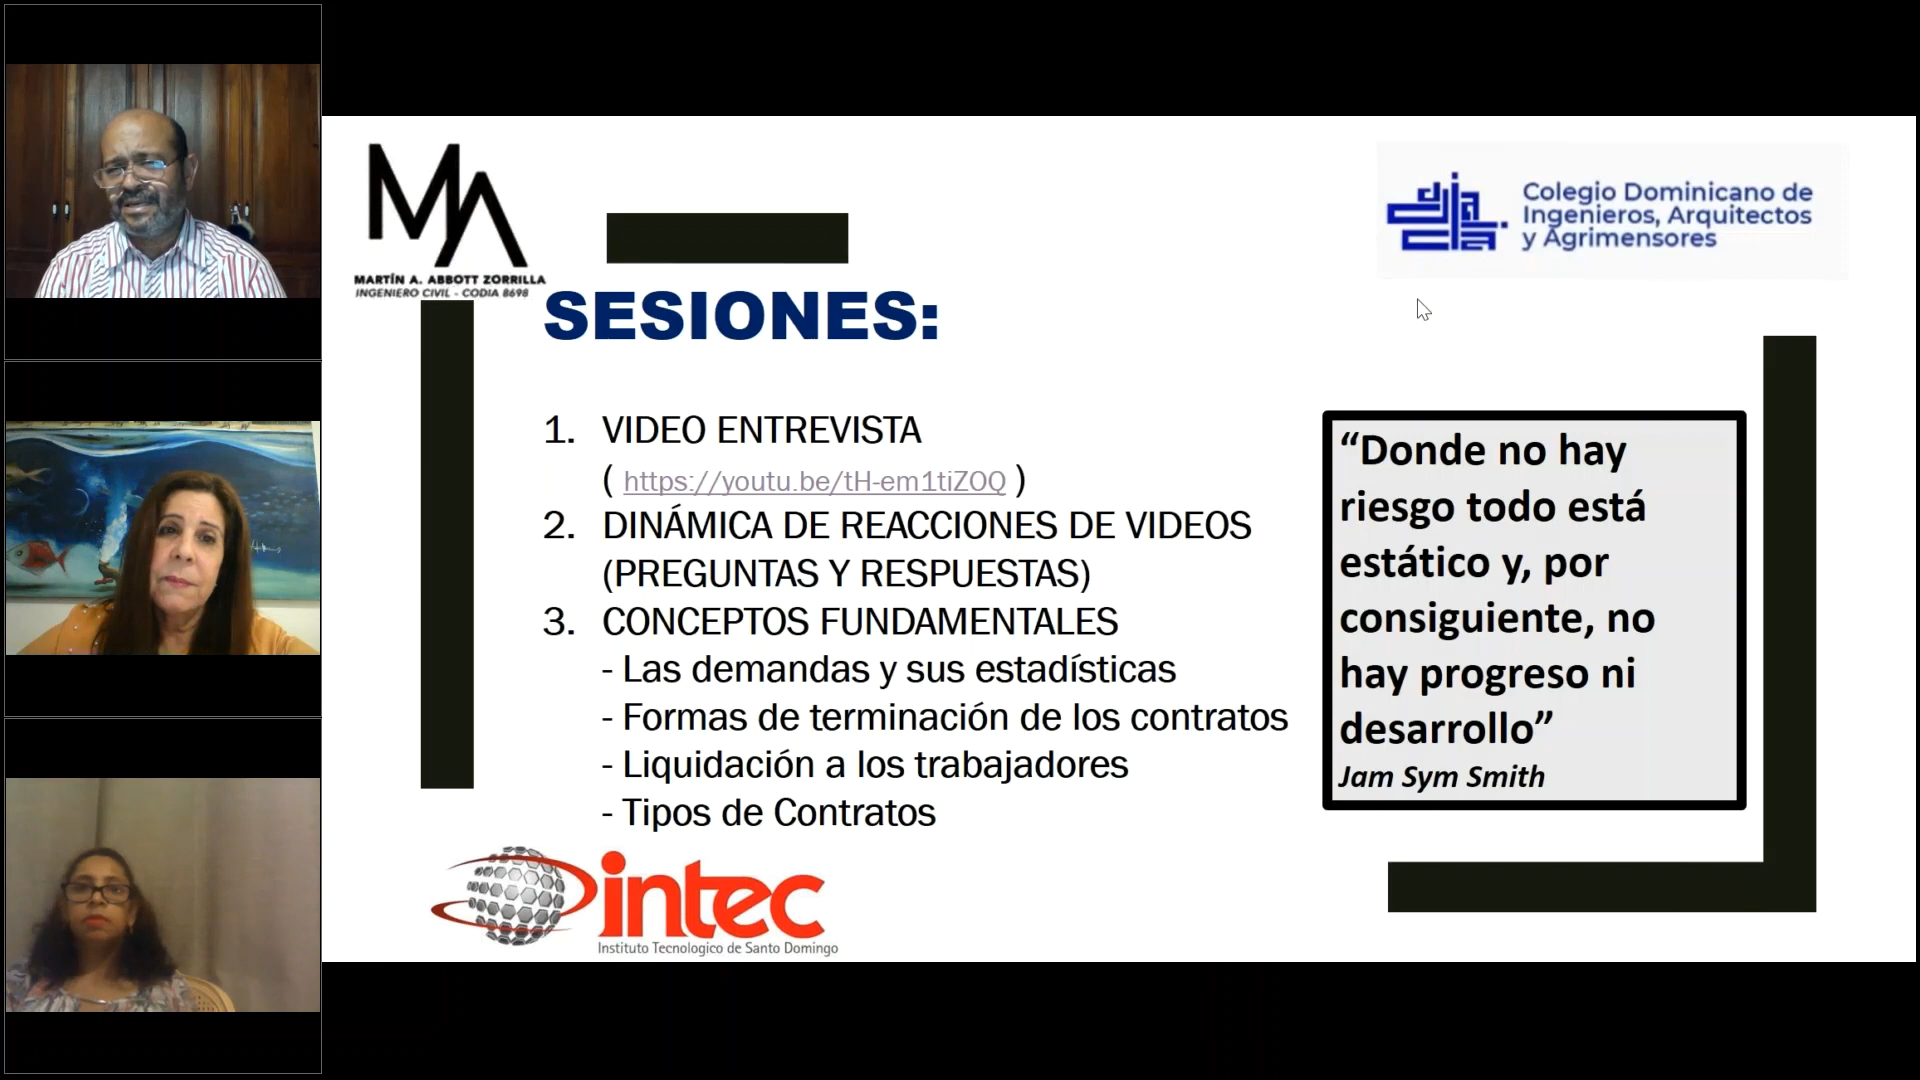 MARTÍN A. ABBOTT ZORRILLA
INGENIERO CIVIL - CODIA 8698
Colegio Dominicano de
Ingenieros, Arquitectos
y Agrimensores
SESIONES:
1. VIDEO ENTREVISTA
( https://youtu.be/tH-em1tiZOQ )
2. DINÁMICA DE REACCIONES DE VIDEOS
(PREGUNTAS Y RESPUESTAS)
3. CONCEPTOS FUNDAMENTALES
- Las demandas y sus estadísticas
- Formas de terminación de los contratos
- Liquidación a los trabajadores
- Tipos de Contratos
“Donde no hay
riesgo todo está
estático y, por
consiguiente, no
hay progreso ni
desarrollo”
Jam Sym Smith
intec
Instituto Tecnologico de Santo Domingo